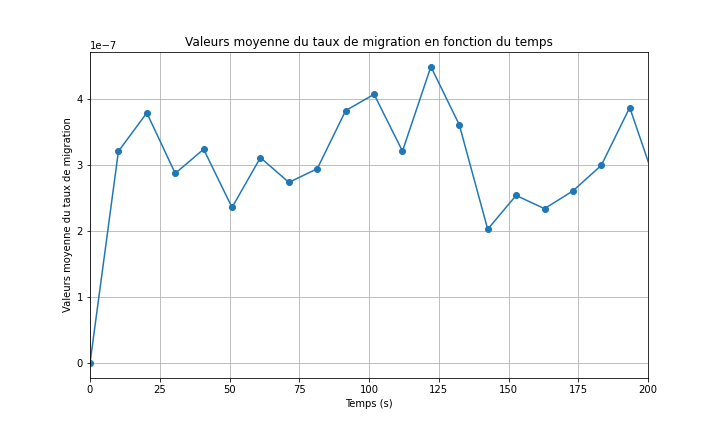 Valeurs moyenne du taux de migration en fonction du temps
1e−7
Valeurs moyenne du taux de migration
4
3
2
1
0
0 25 50 75 100 125 150 175 200
Temps (s)